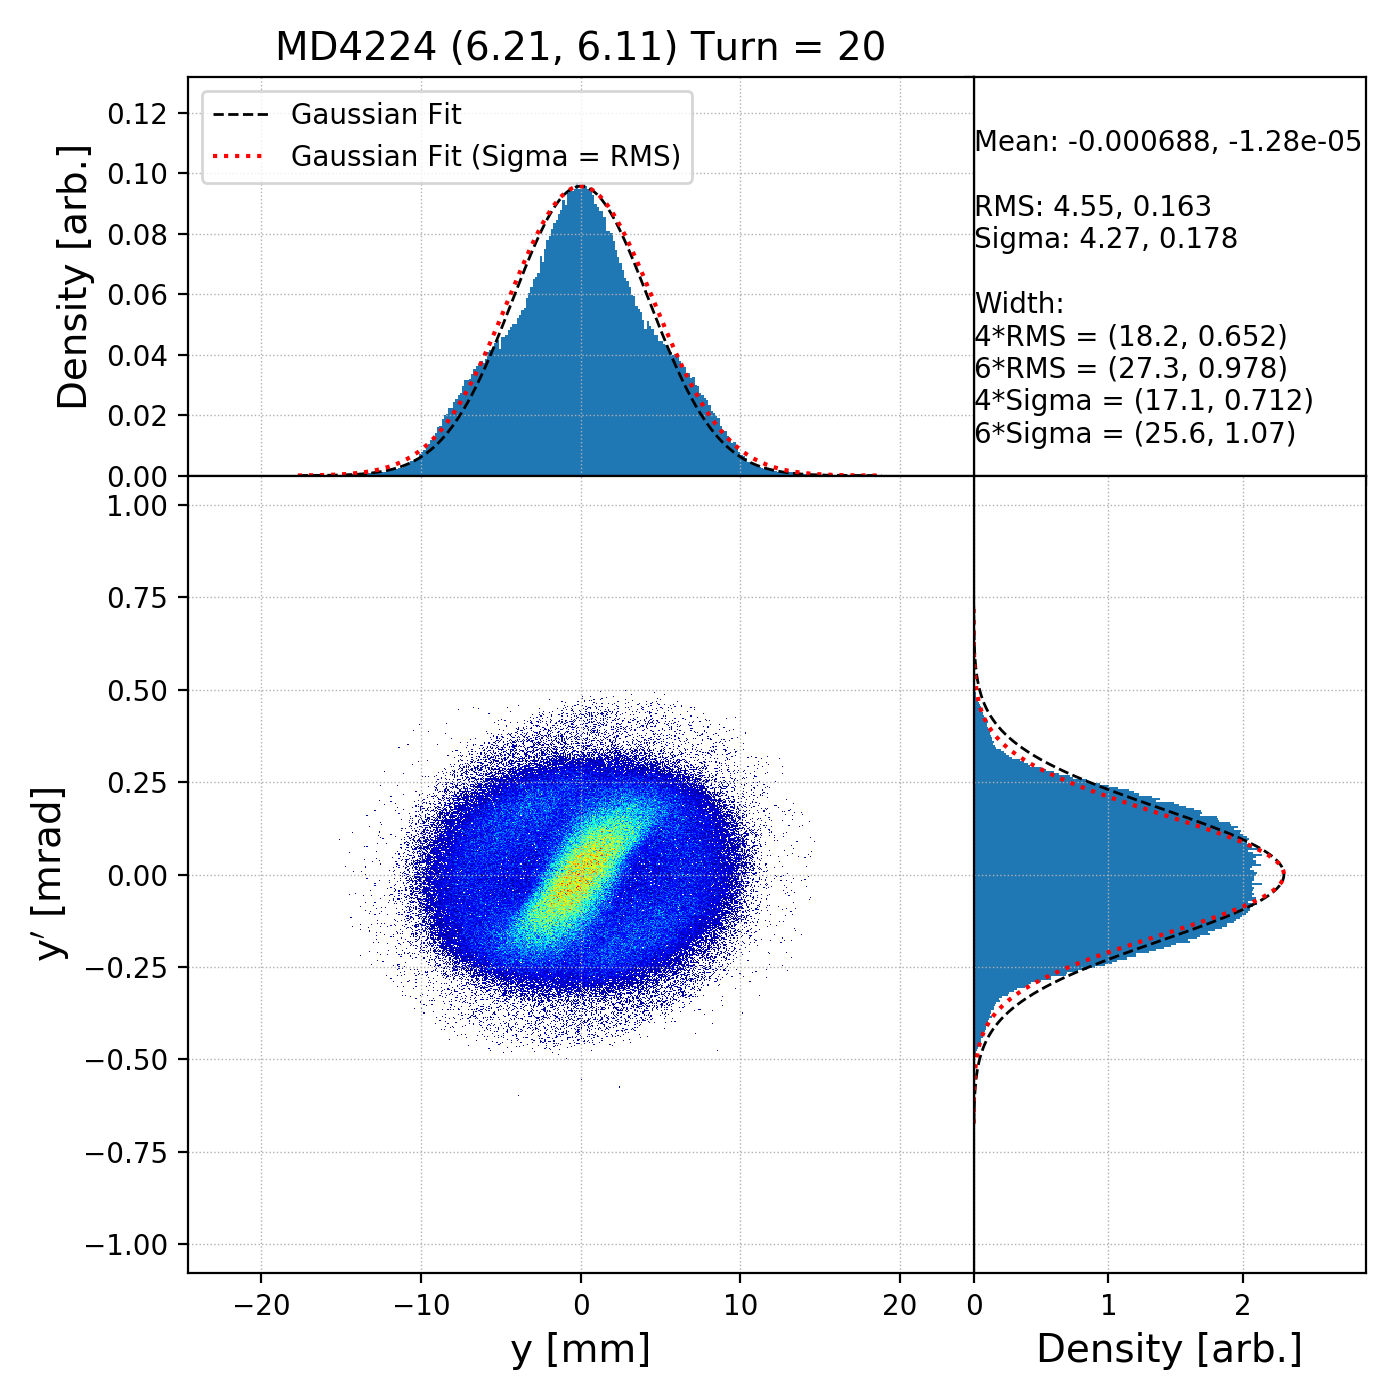 MD4224 (6.21, 6.11) Turn = 20
Gaussian Fit
Gaussian Fit (Sigma = RMS)
Density [arb.]
0.12
0.10
0.08
0.06
0.04
0.02
0.00
Mean: -0.000688, -1.28e-05
RMS: 4.55, 0.163
Sigma: 4.27, 0.178
Width:
4*RMS = (18.2, 0.652)
6*RMS = (27.3, 0.978)
4*Sigma = (17.1, 0.712)
6*Sigma = (25.6, 1.07)
y′ [mrad]
1.00
0.75
0.50
0.25
0.00
−0.25
−0.50
−0.75
−1.00
−20 −10 0 10 20
y [mm]
0 1 2
Density [arb.]